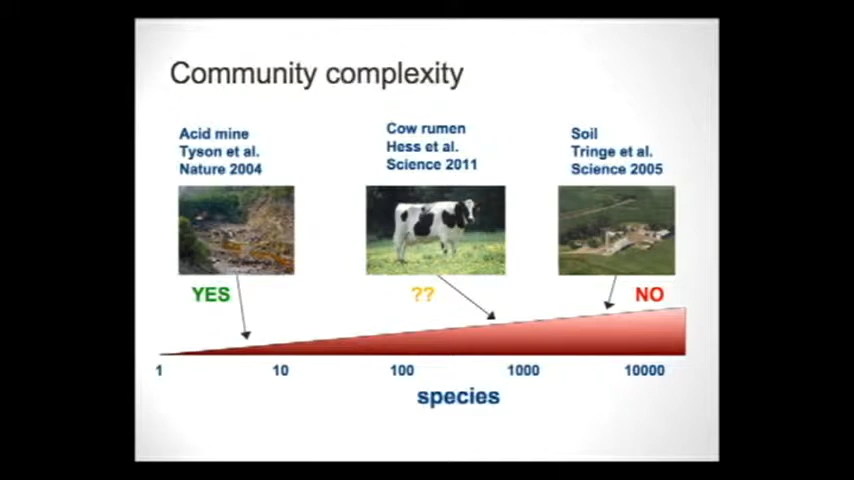 Community complexity
Acid mine
Tyson et al.
Nature 2004
Cow rumen
Hess et al.
Science 2011
Soil
Tringe et al.
Science 2005
YES
??
NO
1
10
100
1000
10000
species